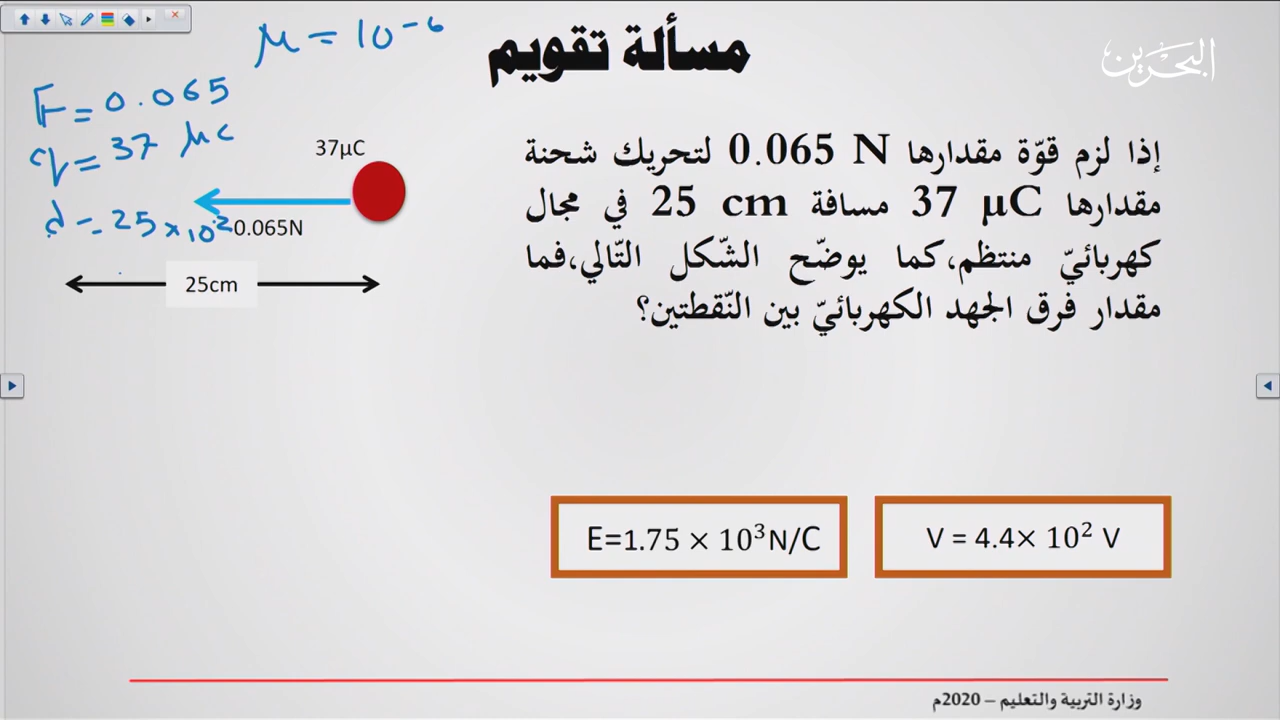 μ = 10-6
مسألة تقويم
البحرين
F = 0.065
q = 37 μc
d = 25 × 10-2
37μC
0.065N
25cm
إذا لزم قوّة مقدارها 0.065 N لتحريك شحنة
مقدارها 37 μC مسافة 25 cm في مجال
كهربائيّ منتظم،كما يوضّح الشّكل التّالي،فما
مقدار فرق الجهد الكهربائيّ بين النّقطتين؟
E=1.75 × 10³N/C
V = 4.4× 10² V
وزارة التربية والتعليم – 2020م